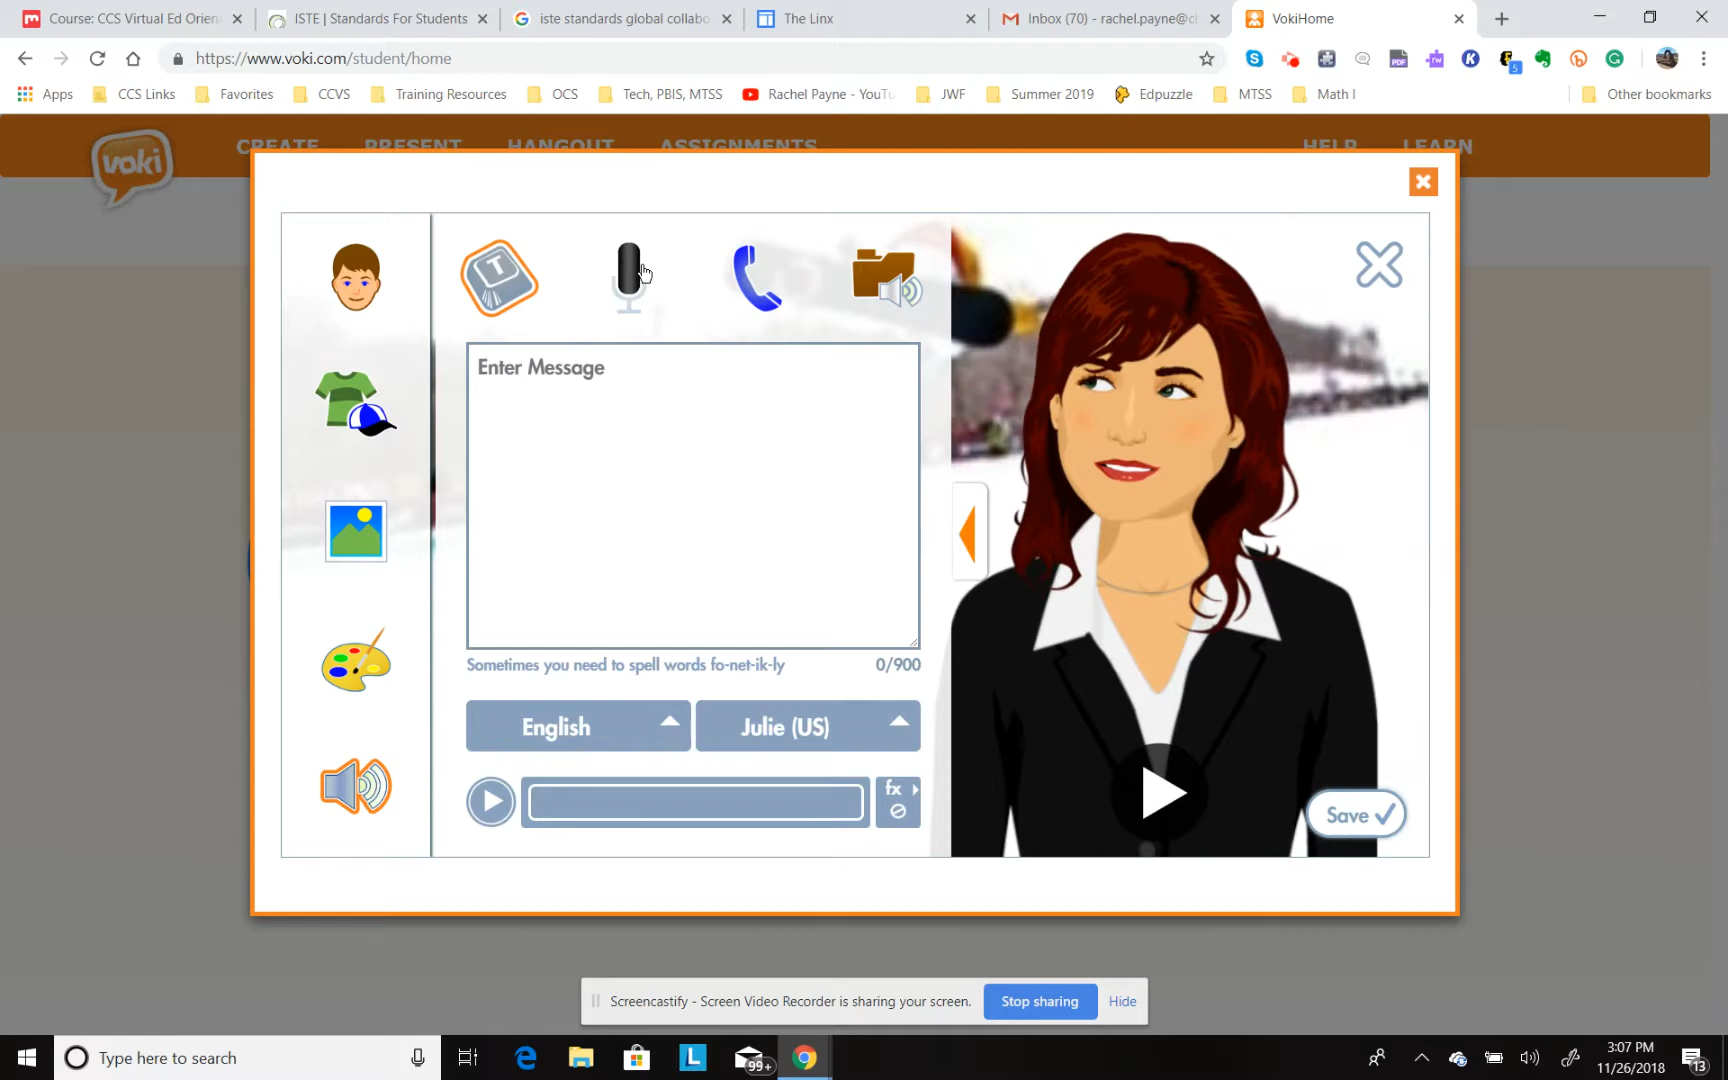 Course: CCS Virtual Ed Orien
ISTE | Standards For Students
iste standards global collabo
The Linx
Inbox (70) - rachel.payne@c
VokiHome
https://www.voki.com/student/home
Apps
CCS Links
Favorites
CCVS
Training Resources
OCS
Tech, PBIS, MTSS
Rachel Payne - YouTu
JWF
Summer 2019
Edpuzzle
MTSS
Math I
Other bookmarks
voki
CREATE
PRESENT
HANGOUT
ASSIGNMENTS
HELP
LEARN
T
Enter Message
Sometimes you need to spell words fo-net-ik-ly
0/900
English
Julie (US)
fx
Save
Screencastify - Screen Video Recorder is sharing your screen.
Stop sharing
Hide
Type here to search
99+
3:07 PM
11/26/2018
13